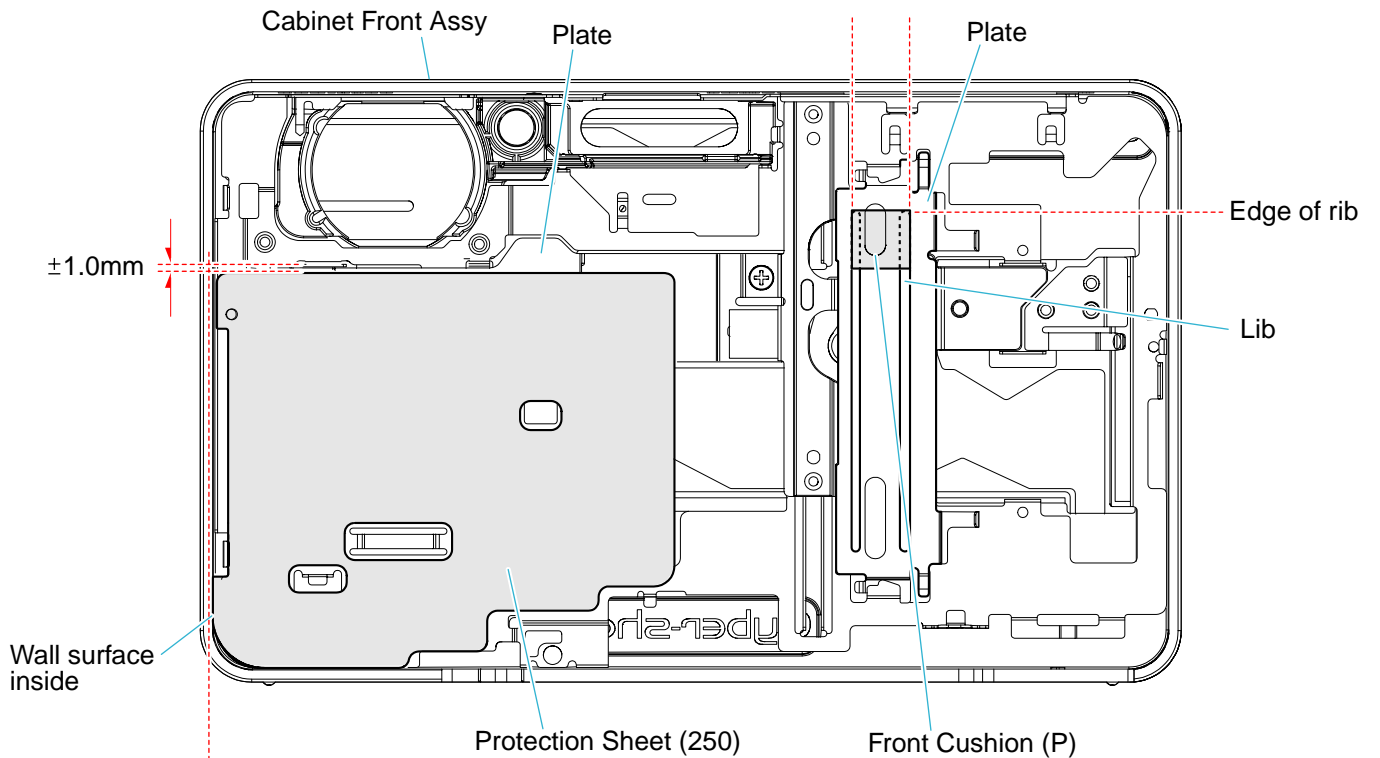 Cabinet Front Assy
Plate
Plate
Edge of rib
±1.0mm
Lib
Wall surface
inside
Protection Sheet (250)
Front Cushion (P)